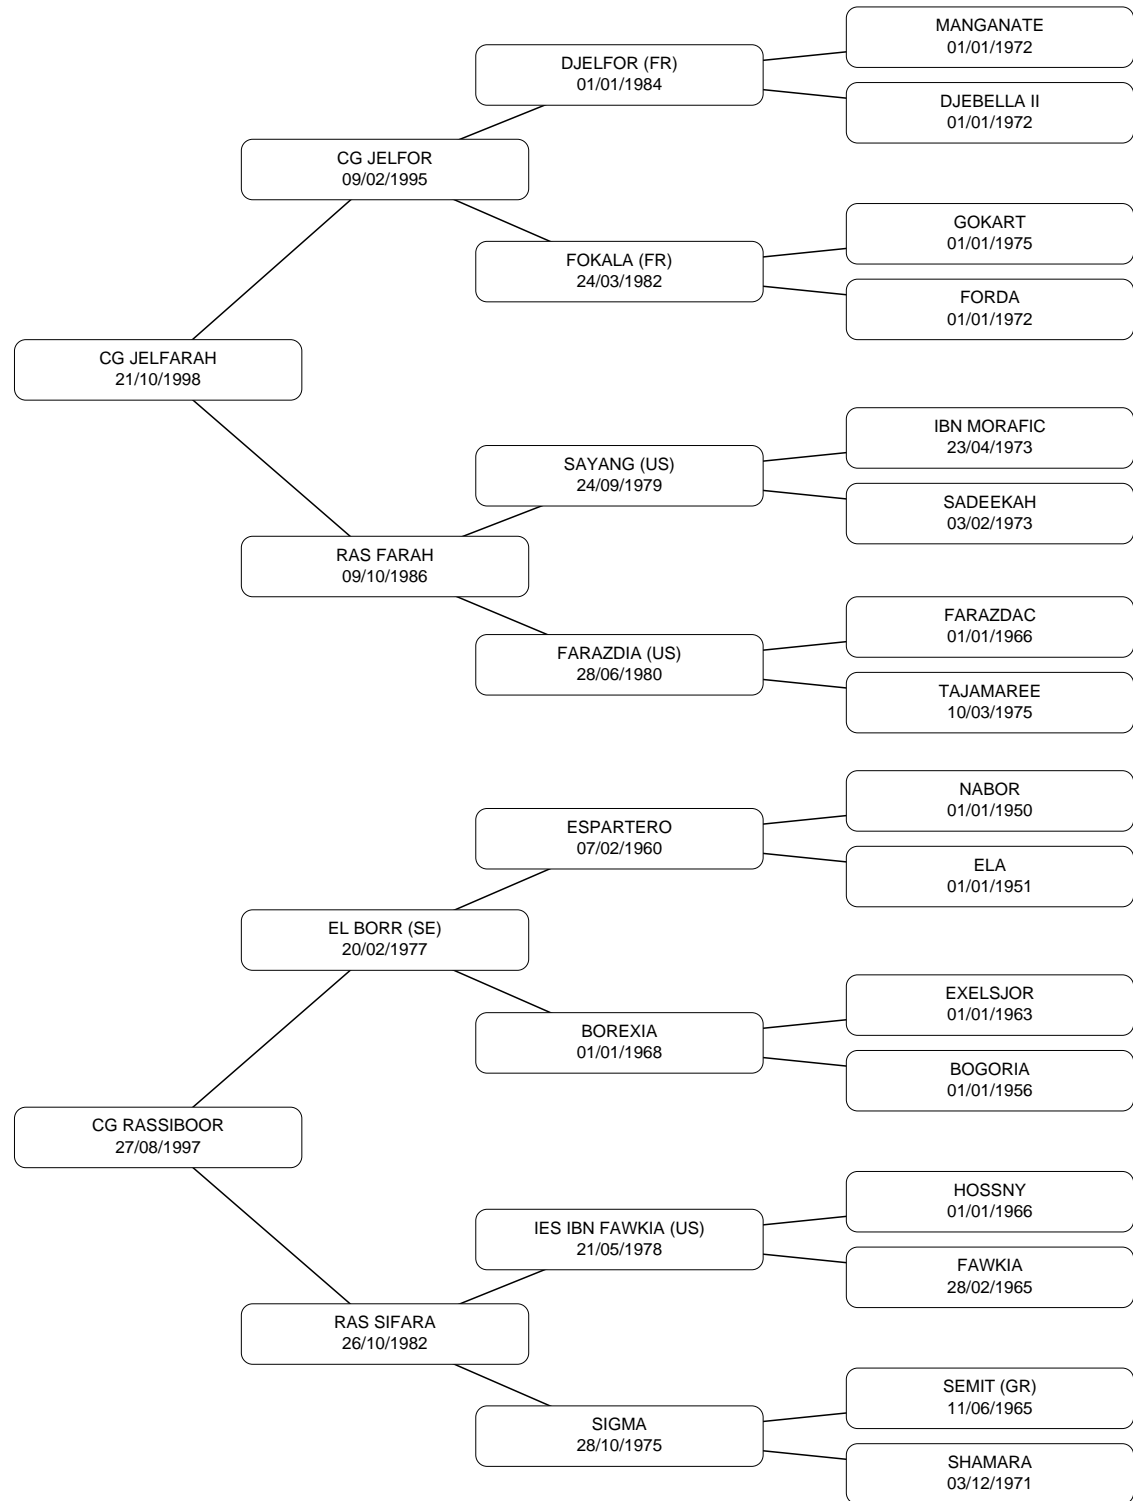 MANGANATE
01/01/1972
DJELFOR (FR)
01/01/1984
DJEBELLA II
01/01/1972
CG JELFOR
09/02/1995
GOKART
01/01/1975
FOKALA (FR)
24/03/1982
FORDA
01/01/1972
CG JELFARAH
21/10/1998
IBN MORAFIC
23/04/1973
SAYANG (US)
24/09/1979
SADEEKAH
03/02/1973
RAS FARAH
09/10/1986
FARAZDAC
01/01/1966
FARAZDIA (US)
28/06/1980
TAJAMAREE
10/03/1975
NABOR
01/01/1950
ESPARTERO
07/02/1960
ELA
01/01/1951
EL BORR (SE)
20/02/1977
EXELSJOR
01/01/1963
BOREXIA
01/01/1968
BOGORIA
01/01/1956
CG RASSIBOOR
27/08/1997
HOSSNY
01/01/1966
IES IBN FAWKIA (US)
21/05/1978
FAWKIA
28/02/1965
RAS SIFARA
26/10/1982
SEMIT (GR)
11/06/1965
SIGMA
28/10/1975
SHAMARA
03/12/1971